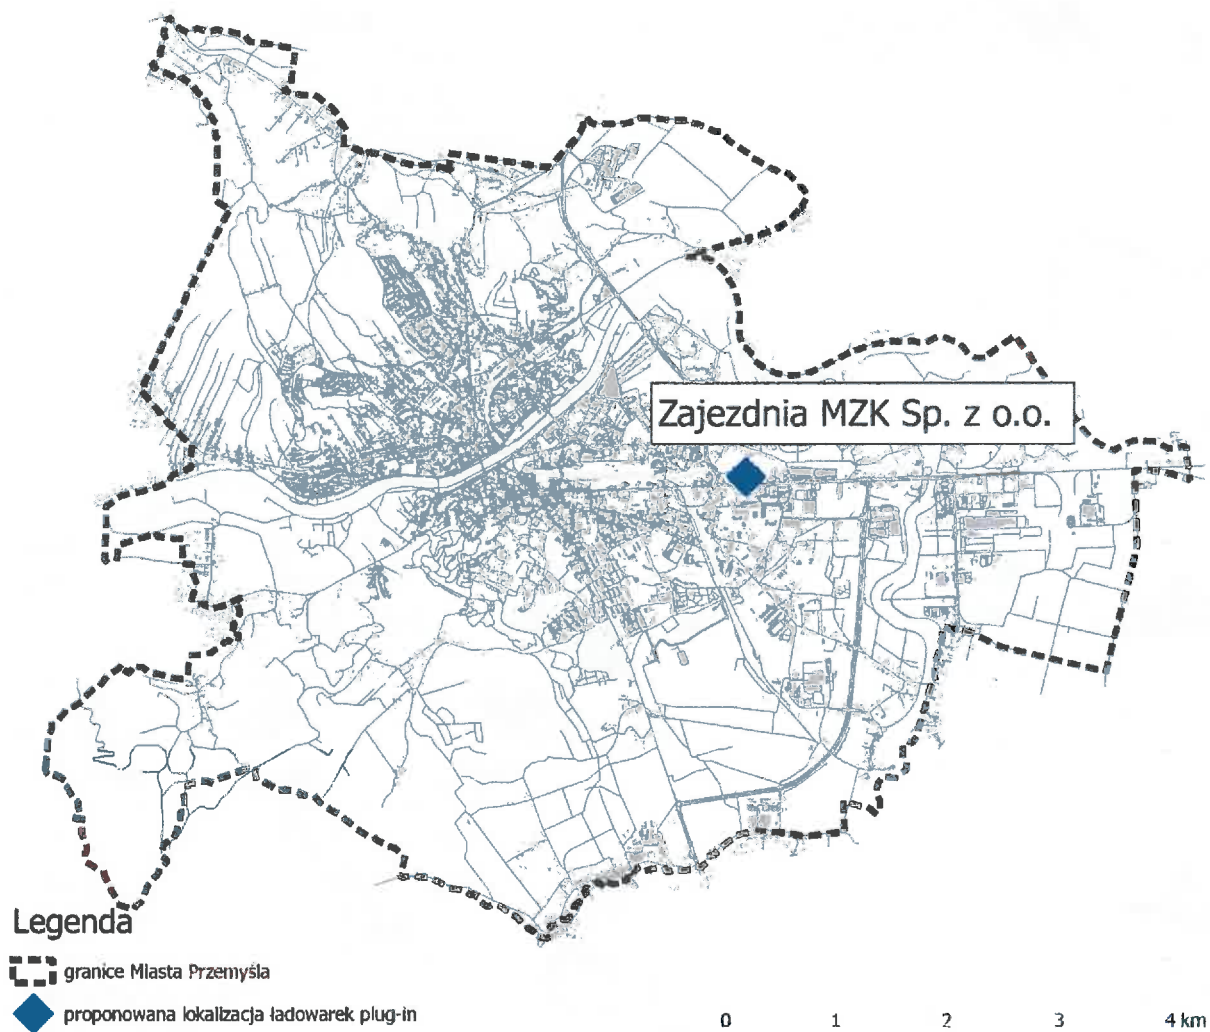 Zajezdnia MZK Sp. z o.o.
Legenda
granice Miasta Przemyśla
proponowana lokalizacja ładowarek plug-in
0 1 2 3 4 km